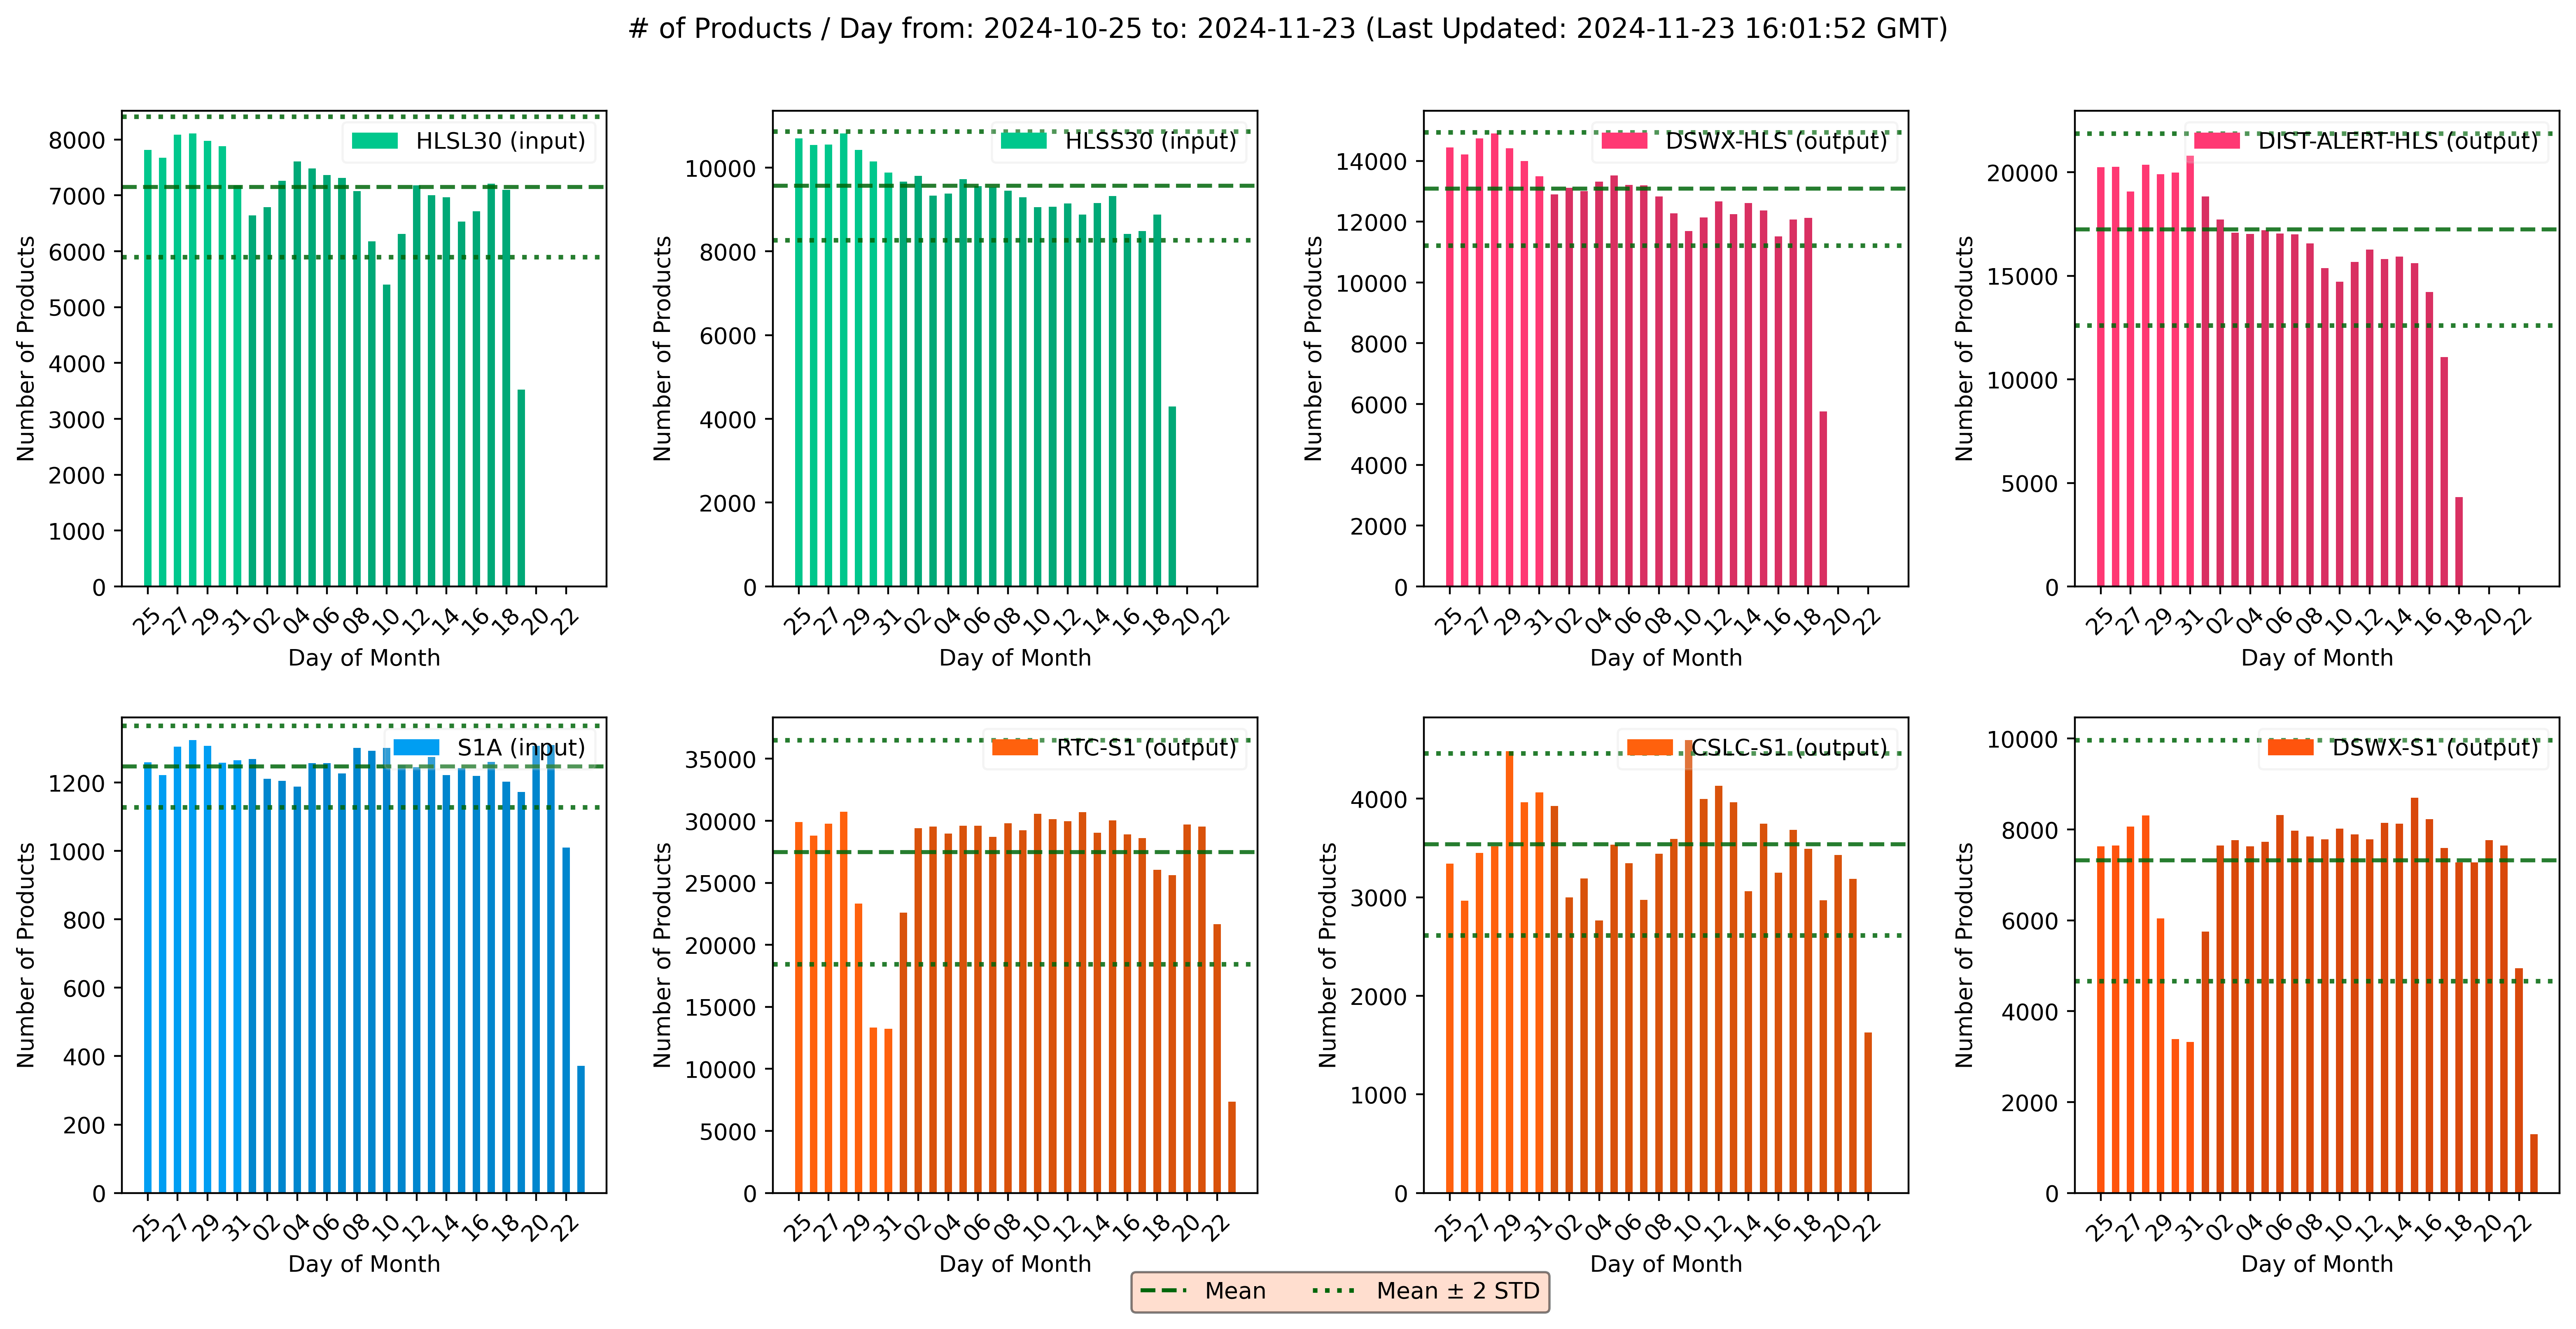 # of Products / Day from: 2024-10-25 to: 2024-11-23 (Last Updated: 2024-11-23 16:01:52 GMT)
HLSL30 (input)
Number of Products
8000
7000
6000
5000
4000
3000
2000
1000
0
25 27 29 31 02 04 06 08 10 12 14 16 18 20 22
Day of Month
HLSS30 (input)
Number of Products
10000
8000
6000
4000
2000
0
25 27 29 31 02 04 06 08 10 12 14 16 18 20 22
Day of Month
DSWX-HLS (output)
Number of Products
14000
12000
10000
8000
6000
4000
2000
0
25 27 29 31 02 04 06 08 10 12 14 16 18 20 22
Day of Month
DIST-ALERT-HLS (output)
Number of Products
20000
15000
10000
5000
0
25 27 29 31 02 04 06 08 10 12 14 16 18 20 22
Day of Month
S1A (input)
Number of Products
1200
1000
800
600
400
200
0
25 27 29 31 02 04 06 08 10 12 14 16 18 20 22
Day of Month
RTC-S1 (output)
Number of Products
35000
30000
25000
20000
15000
10000
5000
0
25 27 29 31 02 04 06 08 10 12 14 16 18 20 22
Day of Month
CSLC-S1 (output)
Number of Products
4000
3000
2000
1000
0
25 27 29 31 02 04 06 08 10 12 14 16 18 20 22
Day of Month
DSWX-S1 (output)
Number of Products
10000
8000
6000
4000
2000
0
25 27 29 31 02 04 06 08 10 12 14 16 18 20 22
Day of Month
Mean
Mean ± 2 STD